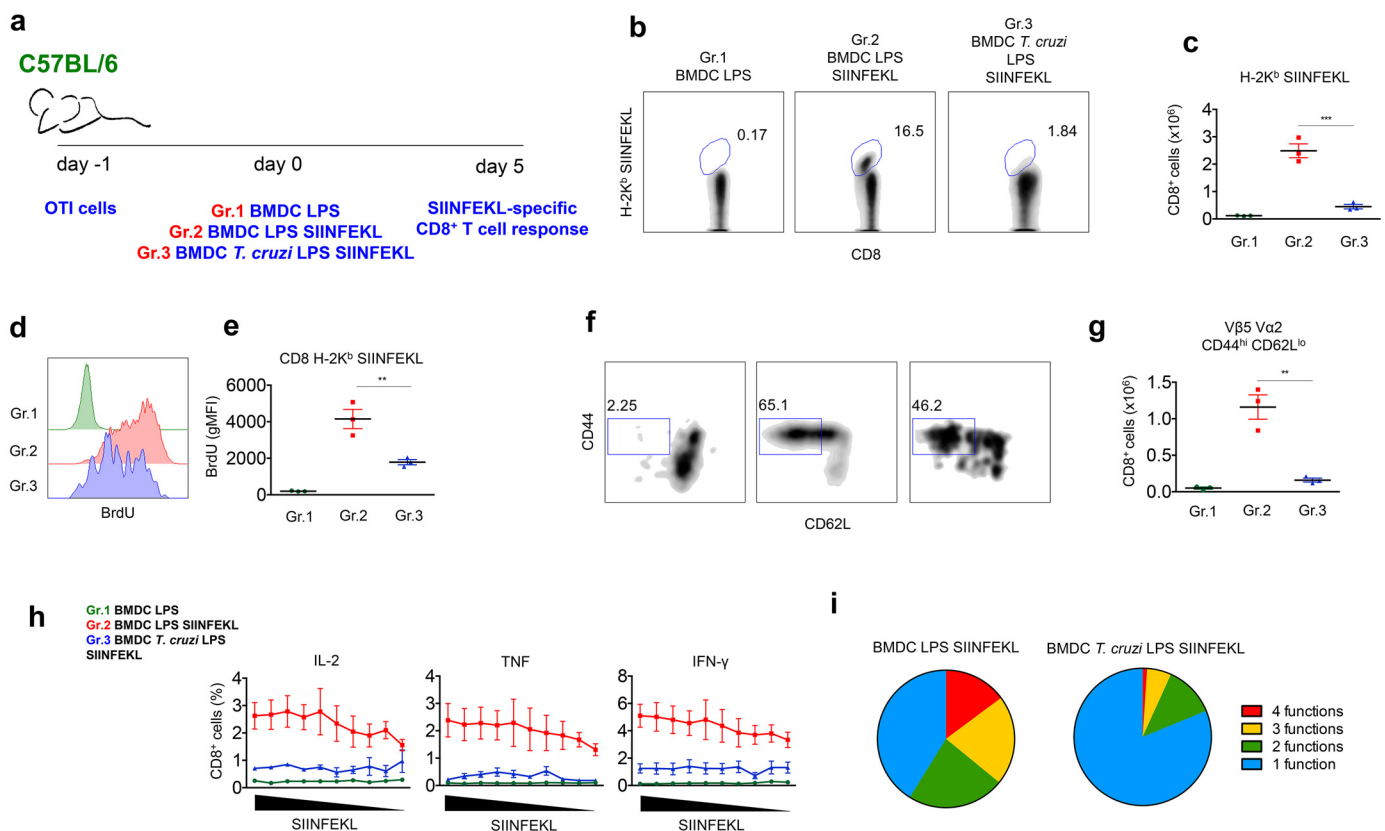 a
C57BL/6
day -1
day 0
day 5
OTI cells
Gr.1 BMDC LPS
Gr.2 BMDC LPS SIINFEKL
Gr.3 BMDC T. cruzi LPS SIINFEKL
SIINFEKL-specific
CD8⁺ T cell response
b
Gr.1
BMDC LPS
Gr.2
BMDC LPS
SIINFEKL
Gr.3
BMDC T. cruzi
LPS
SIINFEKL
H-2Kᵇ SIINFEKL
0.17
16.5
1.84
CD8
c
H-2Kᵇ SIINFEKL
CD8⁺ cells (x10⁶)
4
3
2
1
0
***
Gr.1
Gr.2
Gr.3
d
Gr.1
Gr.2
Gr.3
BrdU
e
CD8 H-2Kᵇ SIINFEKL
BrdU (gMFI)
6000
4000
2000
0
**
Gr.1
Gr.2
Gr.3
f
CD44
2.25
65.1
46.2
CD62L
g
Vβ5 Vα2
CD44ʰⁱ CD62Lˡᵒ
CD8⁺ cells (x10⁶)
1.5
1.0
0.5
0.0
**
Gr.1
Gr.2
Gr.3
h
Gr.1 BMDC LPS
Gr.2 BMDC LPS SIINFEKL
Gr.3 BMDC T. cruzi LPS
SIINFEKL
CD8⁺ cells (%)
IL-2
4
3
2
1
0
SIINFEKL
TNF
4
3
2
1
0
SIINFEKL
IFN-γ
8
6
4
2
0
SIINFEKL
i
BMDC LPS SIINFEKL
BMDC T. cruzi LPS SIINFEKL
4 functions
3 functions
2 functions
1 function